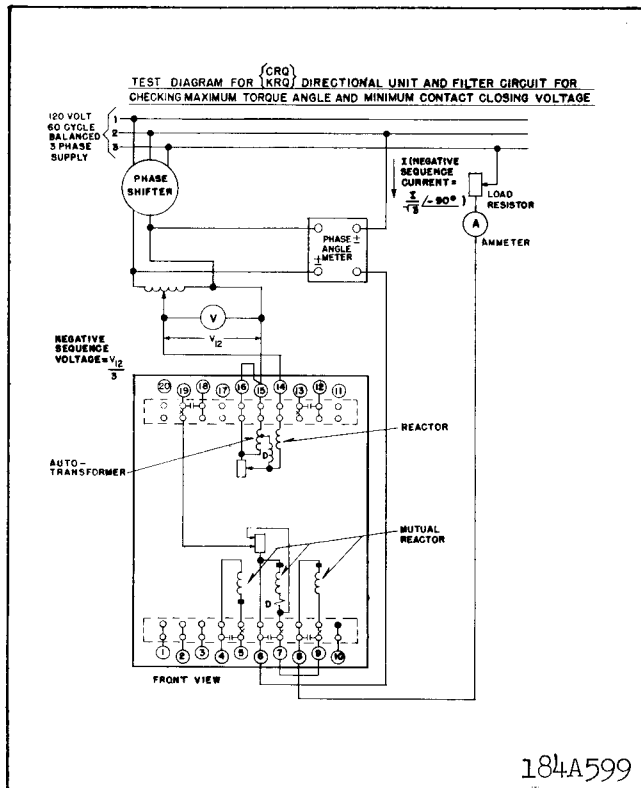 TEST DIAGRAM FOR {CRQ
KRQ} DIRECTIONAL UNIT AND FILTER CIRCUIT FOR
CHECKING MAXIMUM TORQUE ANGLE AND MINIMUM CONTACT CLOSING VOLTAGE
120 VOLT
60 CYCLE
BALANCED
3 PHASE
SUPPLY
1
2
3
PHASE
SHIFTER
I (NEGATIVE
SEQUENCE
CURRENT =
I/√3 /-90° )
LOAD
RESISTOR
A
AMMETER
PHASE ±
ANGLE
± METER
V
V12
NEGATIVE
SEQUENCE
VOLTAGE = V12/3
20 19 18 17 16 15 14 13 12 11
REACTOR
AUTO-
TRANSFORMER
D
MUTUAL
REACTOR
D
1 2 3 4 5 6 7 8 9 10
FRONT VIEW
184A599